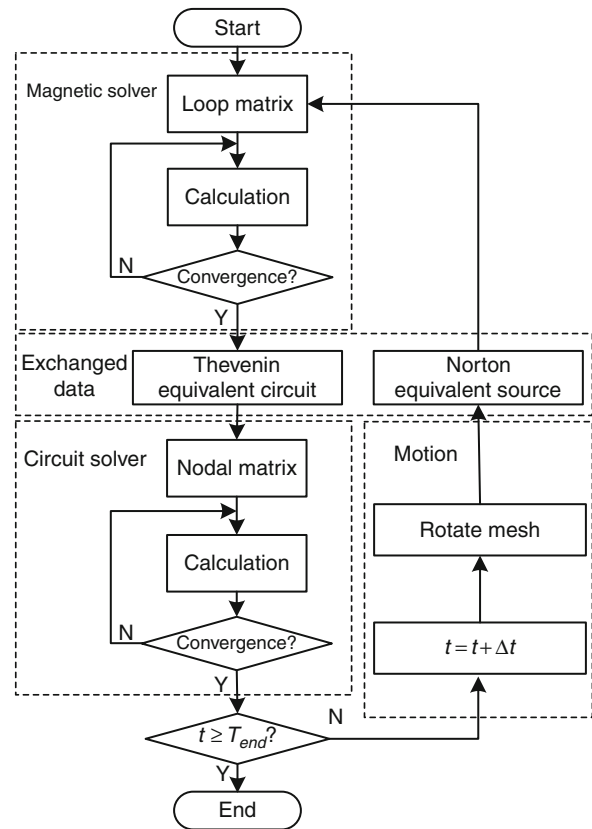 Start
Magnetic solver
Loop matrix
Calculation
N
Convergence?
Y
Exchanged
data
Thevenin
equivalent circuit
Norton
equivalent source
Circuit solver
Nodal matrix
Motion
Calculation
Rotate mesh
N
Convergence?
t = t + Δt
Y
N
t ≥ Tend?
Y
End